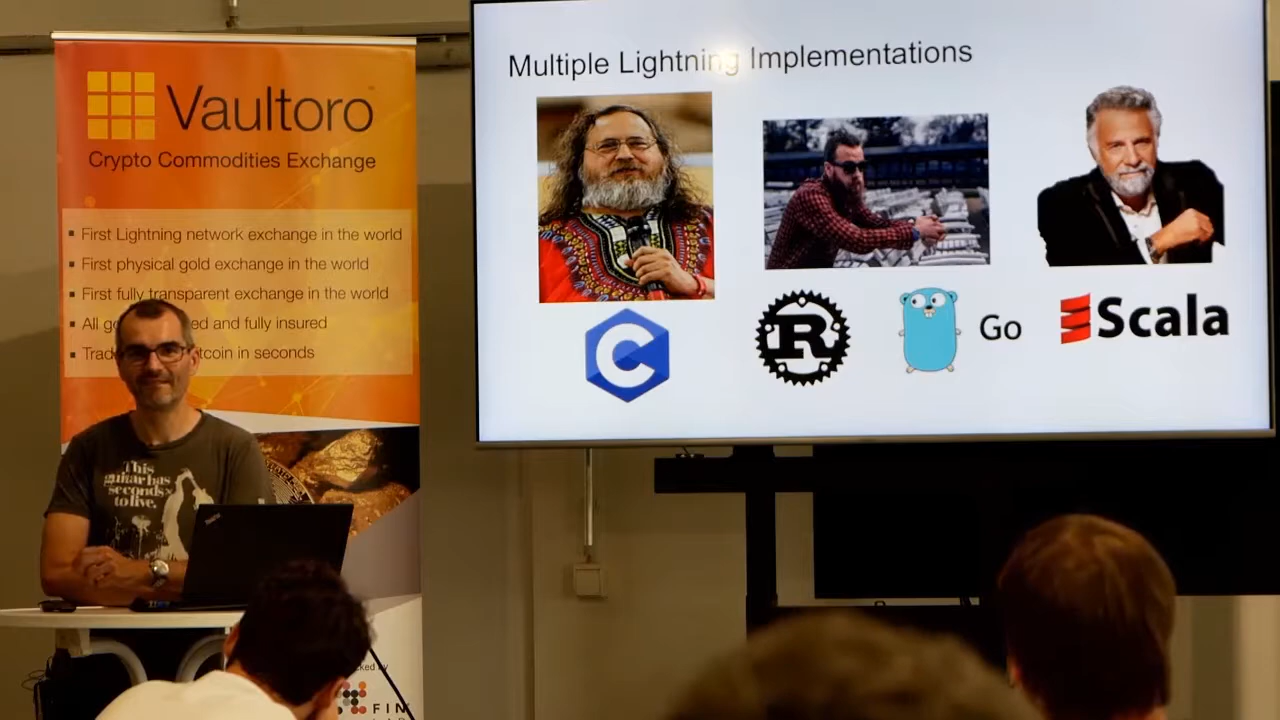 Vaultoro
Crypto Commodities Exchange
First Lightning network exchange in the world
First physical gold exchange in the world
First fully transparent exchange in the world
All ed and fully insured
Trad tcoin in seconds
This
guitar has
seconds
to live.
Multiple Lightning Implementations
C
R
Go
Scala
FIN